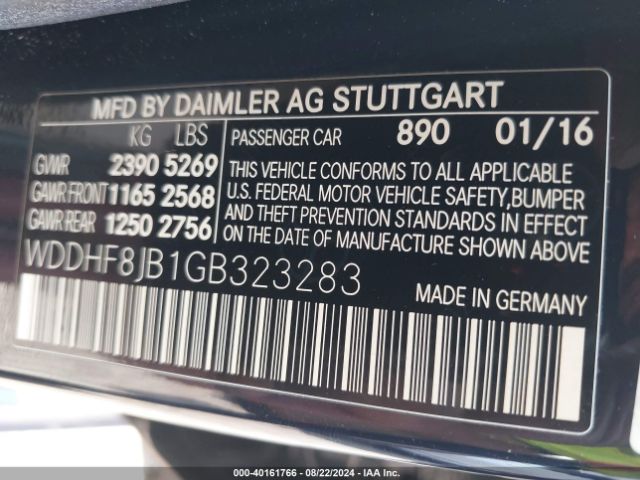 MFD BY DAIMLER AG STUTTGART
KG LBS
GVWR 2390 5269
GAWR FRONT 1165 2568
GAWR REAR 1250 2756
PASSENGER CAR 890 01/16
THIS VEHICLE CONFORMS TO ALL APPLICABLE
U.S. FEDERAL MOTOR VEHICLE SAFETY, BUMPER
AND THEFT PREVENTION STANDARDS IN EFFECT
ON THE DATE OF MANUFACTURE SHOWN ABOVE
WDDHF8JB1GB323283
MADE IN GERMANY
000-40161766 - 08/22/2024 - IAA Inc.